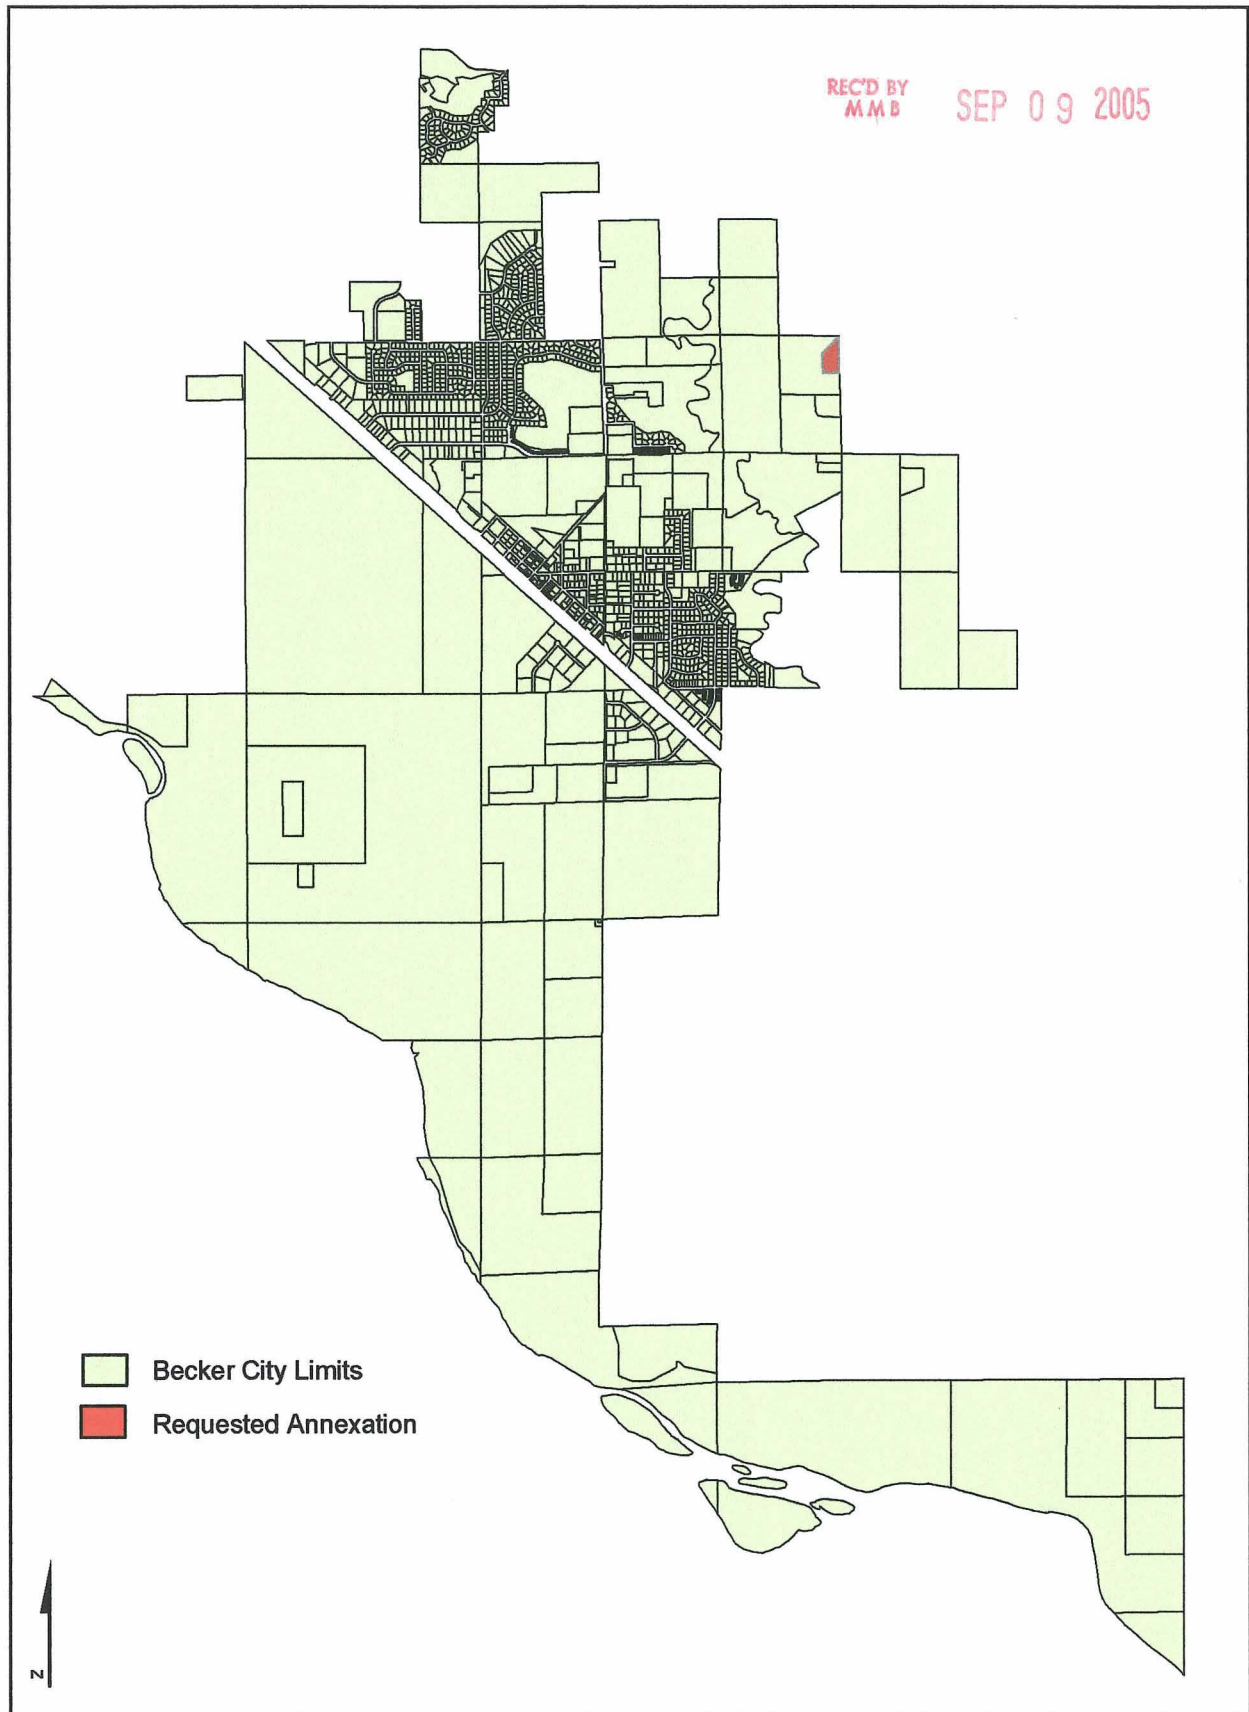 REC'D BY
MMB
SEP 09 2005
Becker City Limits
Requested Annexation
N